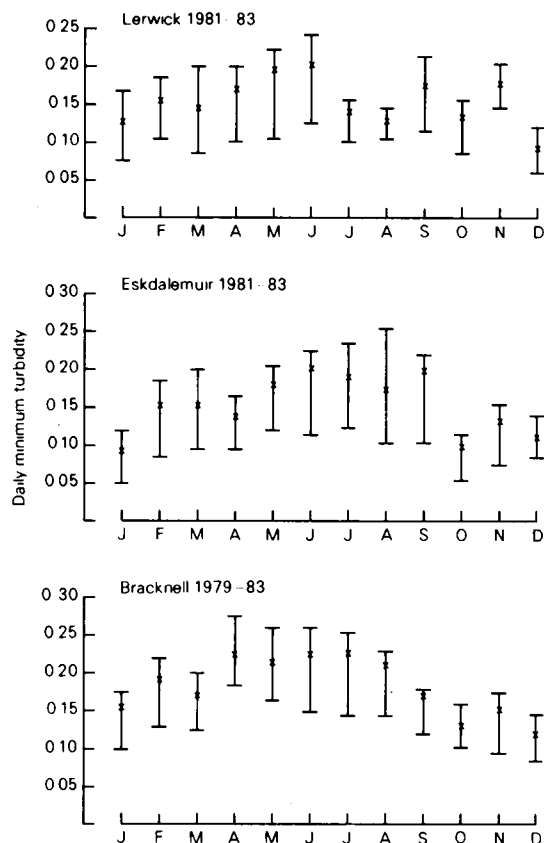 Lerwick 1981-83
0·25
0·20
0·15
0·10
0·05
J F M A M J J A S O N D
Eskdalemuir 1981-83
0·30
0·25
0·20
0·15
0·10
0·05
J F M A M J J A S O N D
Daily minimum turbidity
Bracknell 1979-83
0·30
0·25
0·20
0·15
0·10
0·05
J F M A M J J A S O N D